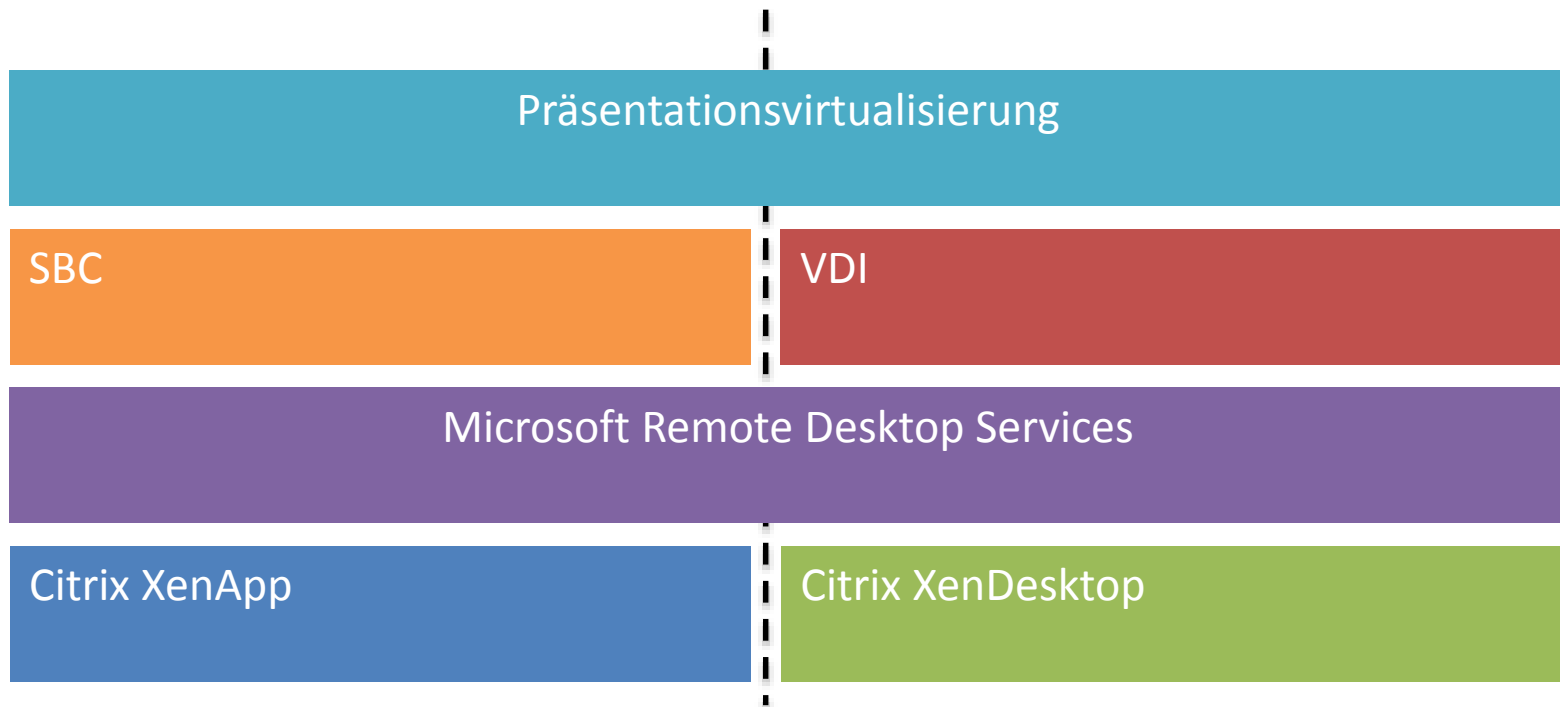 Präsentationsvirtualisierung
SBC
VDI
Microsoft Remote Desktop Services
Citrix XenApp
Citrix XenDesktop